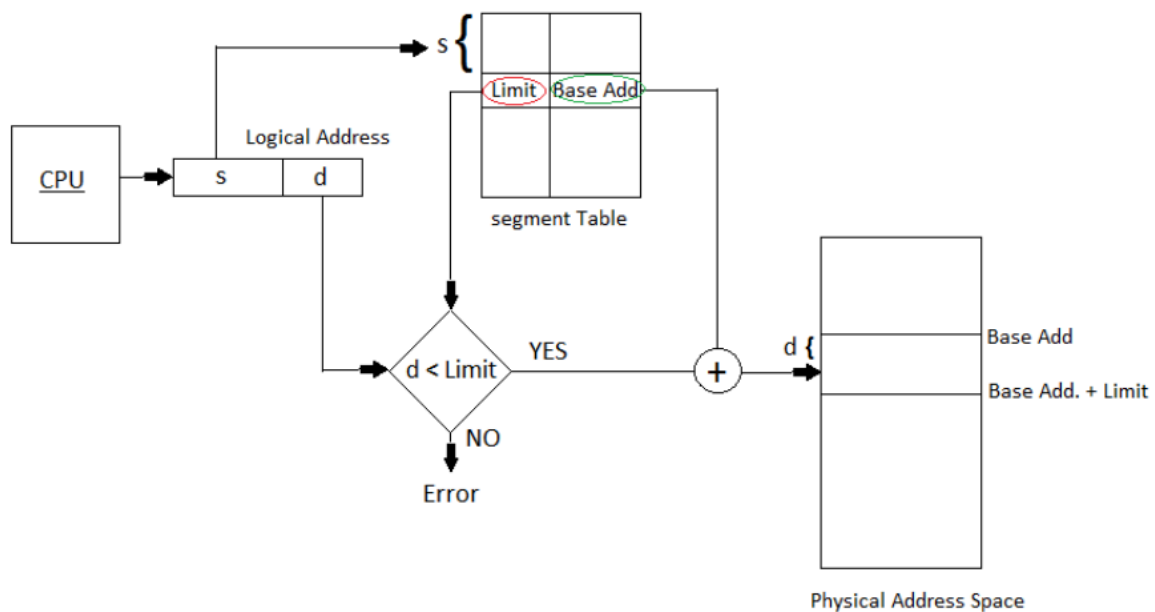 s {
Limit
Base Add
Logical Address
CPU
s
d
segment Table
Base Add
YES
d {
d < Limit
+
Base Add. + Limit
NO
Error
Physical Address Space